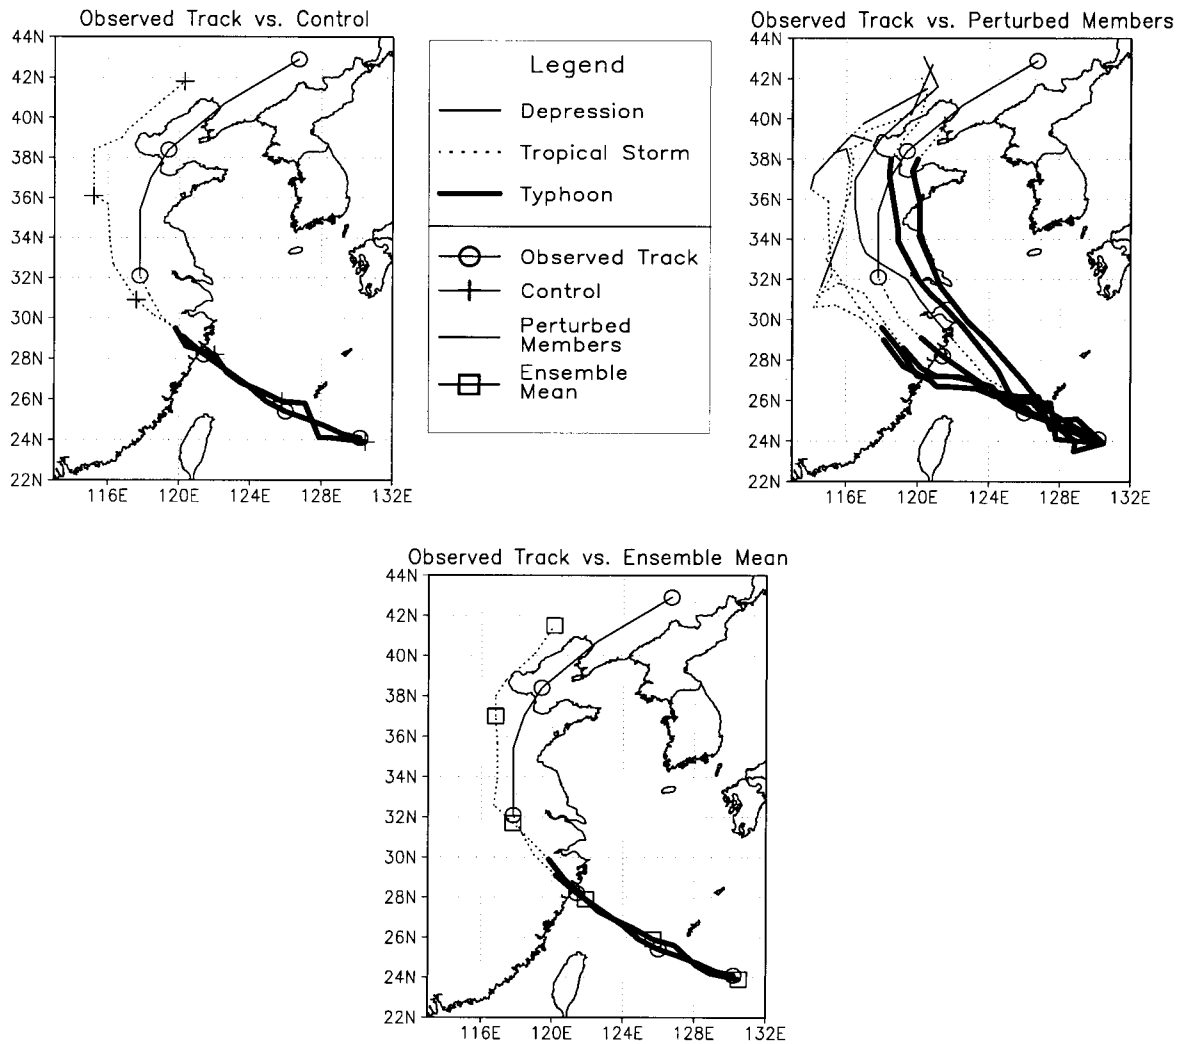 Observed Track vs. Control
44N
42N
40N
38N
36N
34N
32N
30N
28N
26N
24N
22N
116E 120E 124E 128E 132E
Legend
Depression
Tropical Storm
Typhoon
Observed Track
Control
Perturbed
Members
Ensemble
Mean
Observed Track vs. Perturbed Members
44N
42N
40N
38N
36N
34N
32N
30N
28N
26N
24N
22N
116E 120E 124E 128E 132E
Observed Track vs. Ensemble Mean
44N
42N
40N
38N
36N
34N
32N
30N
28N
26N
24N
22N
116E 120E 124E 128E 132E